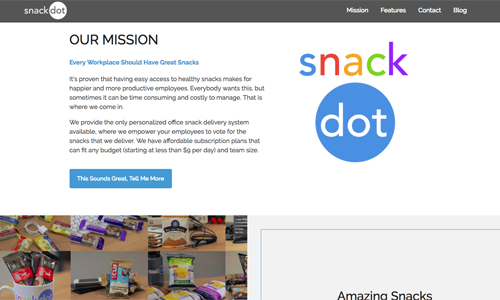 snack dot
Mission Features Contact Blog
OUR MISSION
Every Workplace Should Have Great Snacks
It's proven that having easy access to healthy snacks makes for
happier and more productive employees. Everybody wants this, but
sometimes it can be time consuming and costly to manage. That is
where we come in.
We provide the only personalized office snack delivery system
available, where we empower your employees to vote for the
snacks that we deliver. We have affordable subscription plans that
can fit any budget (starting at less than $9 per day) and team size.
This Sounds Great, Tell Me More
snack
dot
CLIF
Amazing Snacks